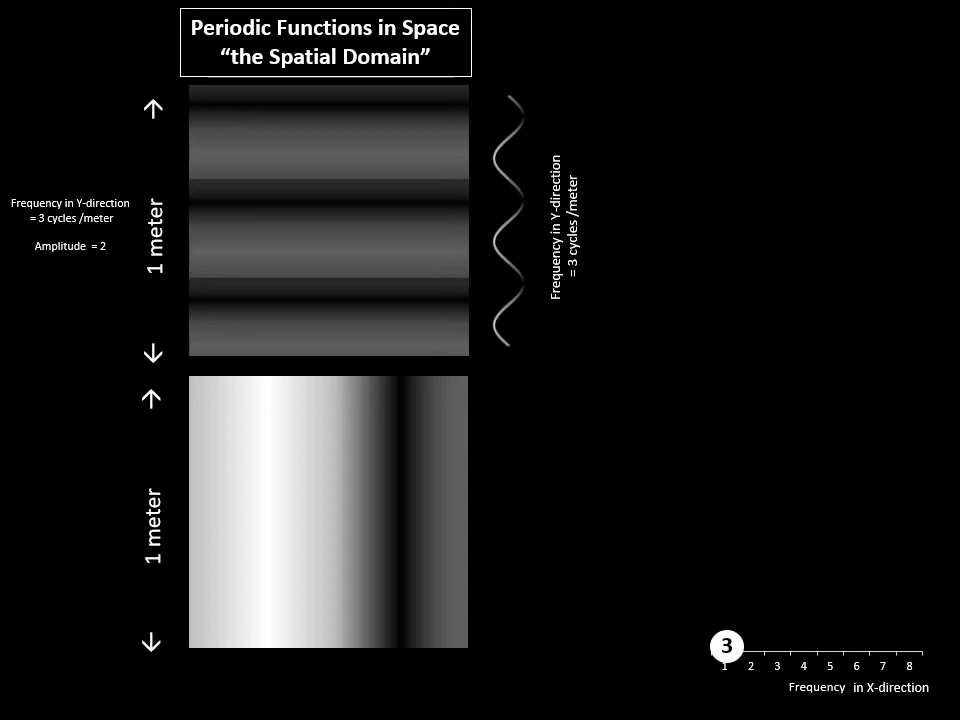 Periodic Functions in Space
“the Spatial Domain”
Frequency in Y-direction
= 3 cycles /meter
Amplitude = 2
1 meter
Frequency in Y-direction
= 3 cycles /meter
1 meter
3
1 2 3 4 5 6 7 8
Frequency in X-direction